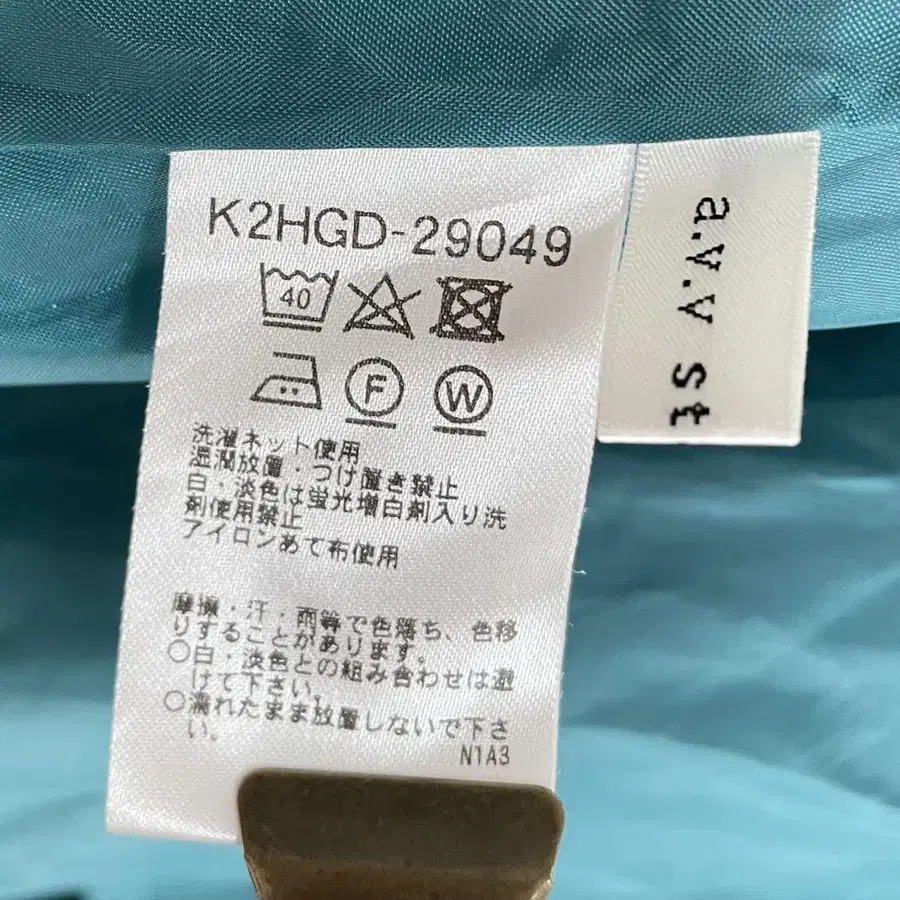 K2HGD-29049
40
F
W
洗濯ネット使用
湿潤放置・つけ置き禁止
白・淡色は蛍光増白剤入り洗
剤使用禁止
アイロンあて布使用
摩擦・汗・雨等で色落ち、色移
りすることがあります。
○白・淡色との組み合わせは避
けて下さい。
○濡れたまま放置しないで下さ
い。
N1A3
a.v.v st